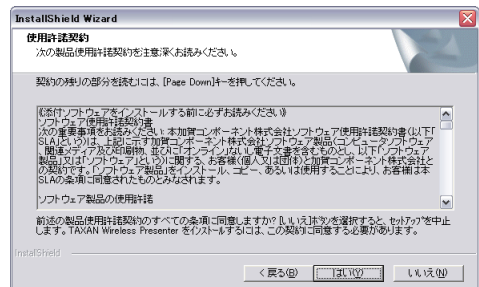 InstallShield Wizard
使用許諾契約
次の製品使用許諾契約を注意深くお読みください。
契約の残りの部分を読むには、[Page Down]キーを押してください。
《添付ソフトウェアをインストールする前に必ずお読みください》
ソフトウェア使用許諾契約書
次の重要事項をお読みください: 本加賀コンポーネント株式会社ソフトウェア使用許諾契約書(以下「
SLA」という)は、上記に示すソフトウェア製品(コンピュータソフトウェア
、関連メディア及び印刷物、並びに「オンライン」ないし電子文書を含むものとし、以下「ソフトウェア
製品」又は「ソフトウェア」という)に関する、お客様(個人又は団体)と加賀コンポーネント株式会社と
の契約です。「ソフトウェア製品」をインストール、コピー、あるいは使用することにより、お客様は本
SLAの条項に同意されたものとみなされます。
ソフトウェア製品の使用許諾
前述の製品使用許諾契約のすべての条項に同意しますか? [いいえ]ボタンを選択すると、セットアップを中止
します。 TAXAN Wireless Presenter をインストールするには、この契約に同意する必要があります。
InstallShield
< 戻る(B)
はい(Y)
いいえ(N)